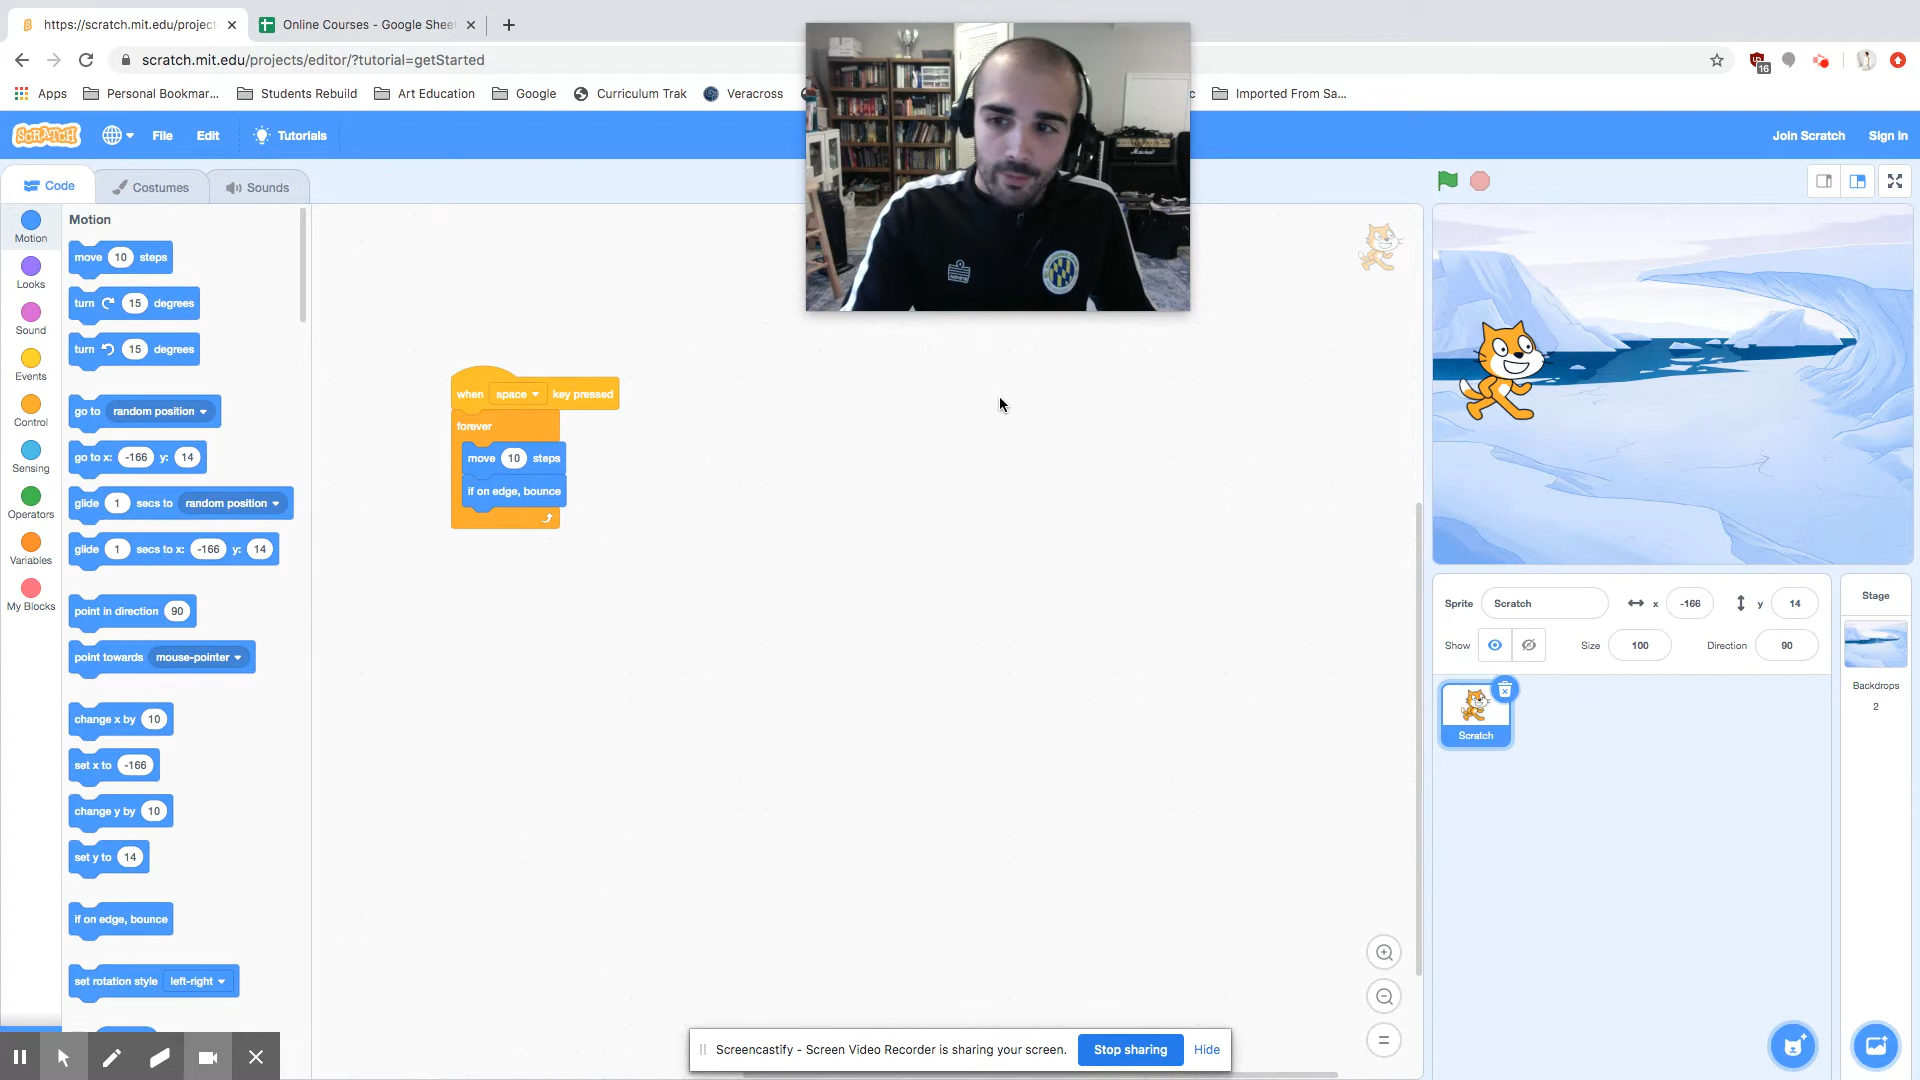 https://scratch.mit.edu/project
Online Courses - Google Sheet
scratch.mit.edu/projects/editor/?tutorial=getStarted
16
Apps
Personal Bookmar...
Students Rebuild
Art Education
Google
Curriculum Trak
Veracross
c
Imported From Sa...
SCRATCH
File
Edit
Tutorials
Join Scratch
Sign in
Code
Costumes
Sounds
Motion
Looks
Sound
Events
Control
Sensing
Operators
Variables
My Blocks
Motion
move 10 steps
turn 15 degrees
turn 15 degrees
go to random position
go to x: -166 y: 14
glide 1 secs to random position
glide 1 secs to x: -166 y: 14
point in direction 90
point towards mouse-pointer
change x by 10
set x to -166
change y by 10
set y to 14
if on edge, bounce
set rotation style left-right
when space key pressed
forever
move 10 steps
if on edge, bounce
Marshall
Sprite Scratch x -166 y 14
Show Size 100 Direction 90
Scratch
Stage
Backdrops
2
Screencastify - Screen Video Recorder is sharing your screen.
Stop sharing
Hide